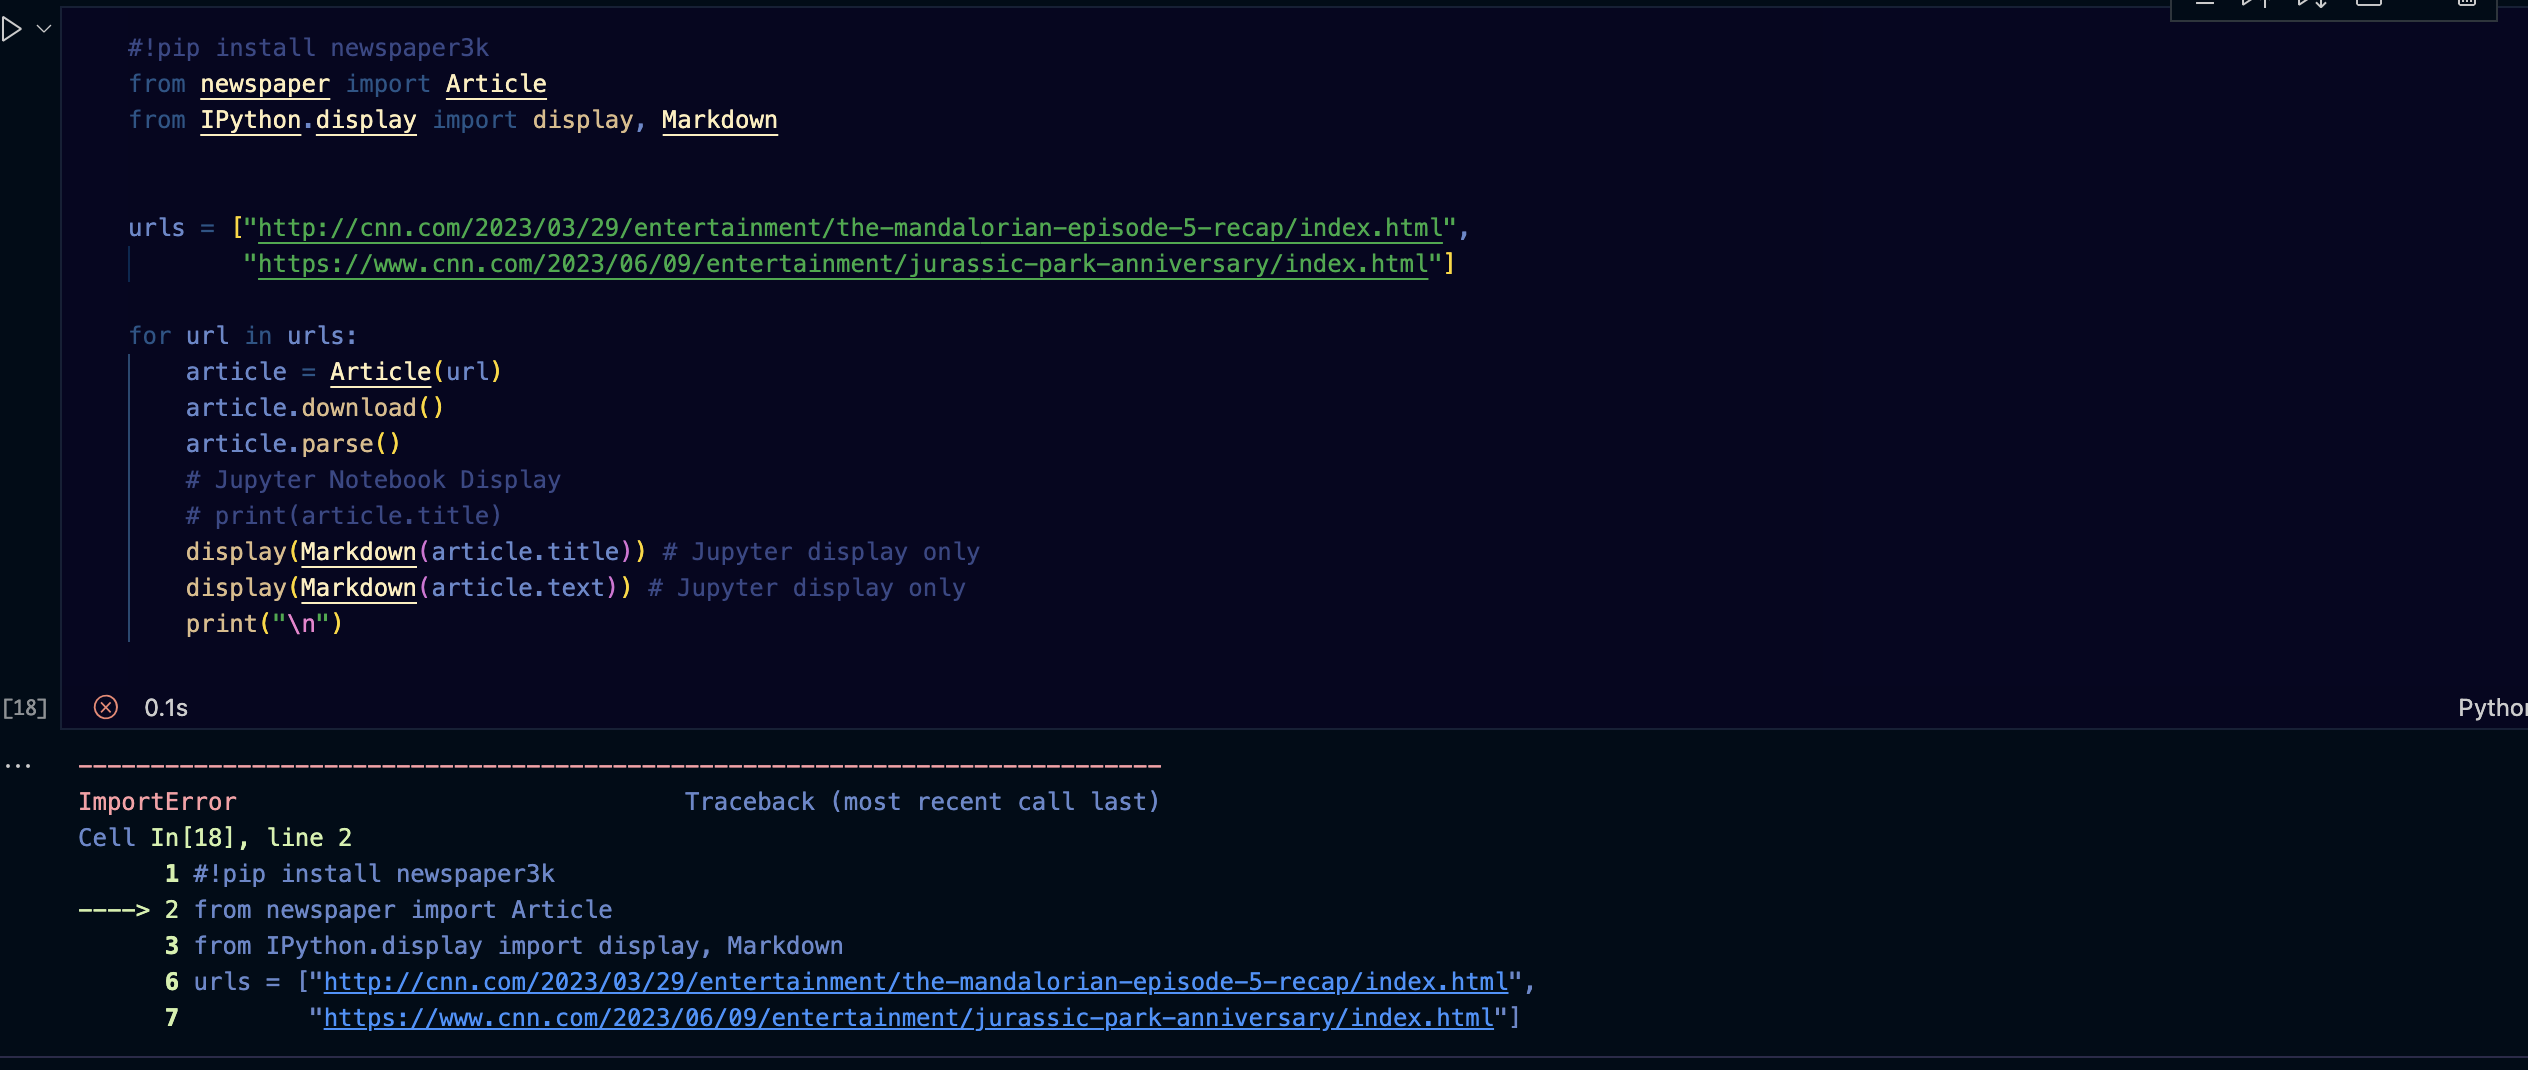 #!pip install newspaper3k
from newspaper import Article
from IPython.display import display, Markdown
urls = ["http://cnn.com/2023/03/29/entertainment/the-mandalorian-episode-5-recap/index.html",
"https://www.cnn.com/2023/06/09/entertainment/jurassic-park-anniversary/index.html"]
for url in urls:
article = Article(url)
article.download()
article.parse()
# Jupyter Notebook Display
# print(article.title)
display(Markdown(article.title)) # Jupyter display only
display(Markdown(article.text)) # Jupyter display only
print("\n")
[18] 0.1s
---------------------------------------------------------------------------
ImportError Traceback (most recent call last)
Cell In[18], line 2
1 #!pip install newspaper3k
----> 2 from newspaper import Article
3 from IPython.display import display, Markdown
6 urls = ["http://cnn.com/2023/03/29/entertainment/the-mandalorian-episode-5-recap/index.html",
7 "https://www.cnn.com/2023/06/09/entertainment/jurassic-park-anniversary/index.html"]